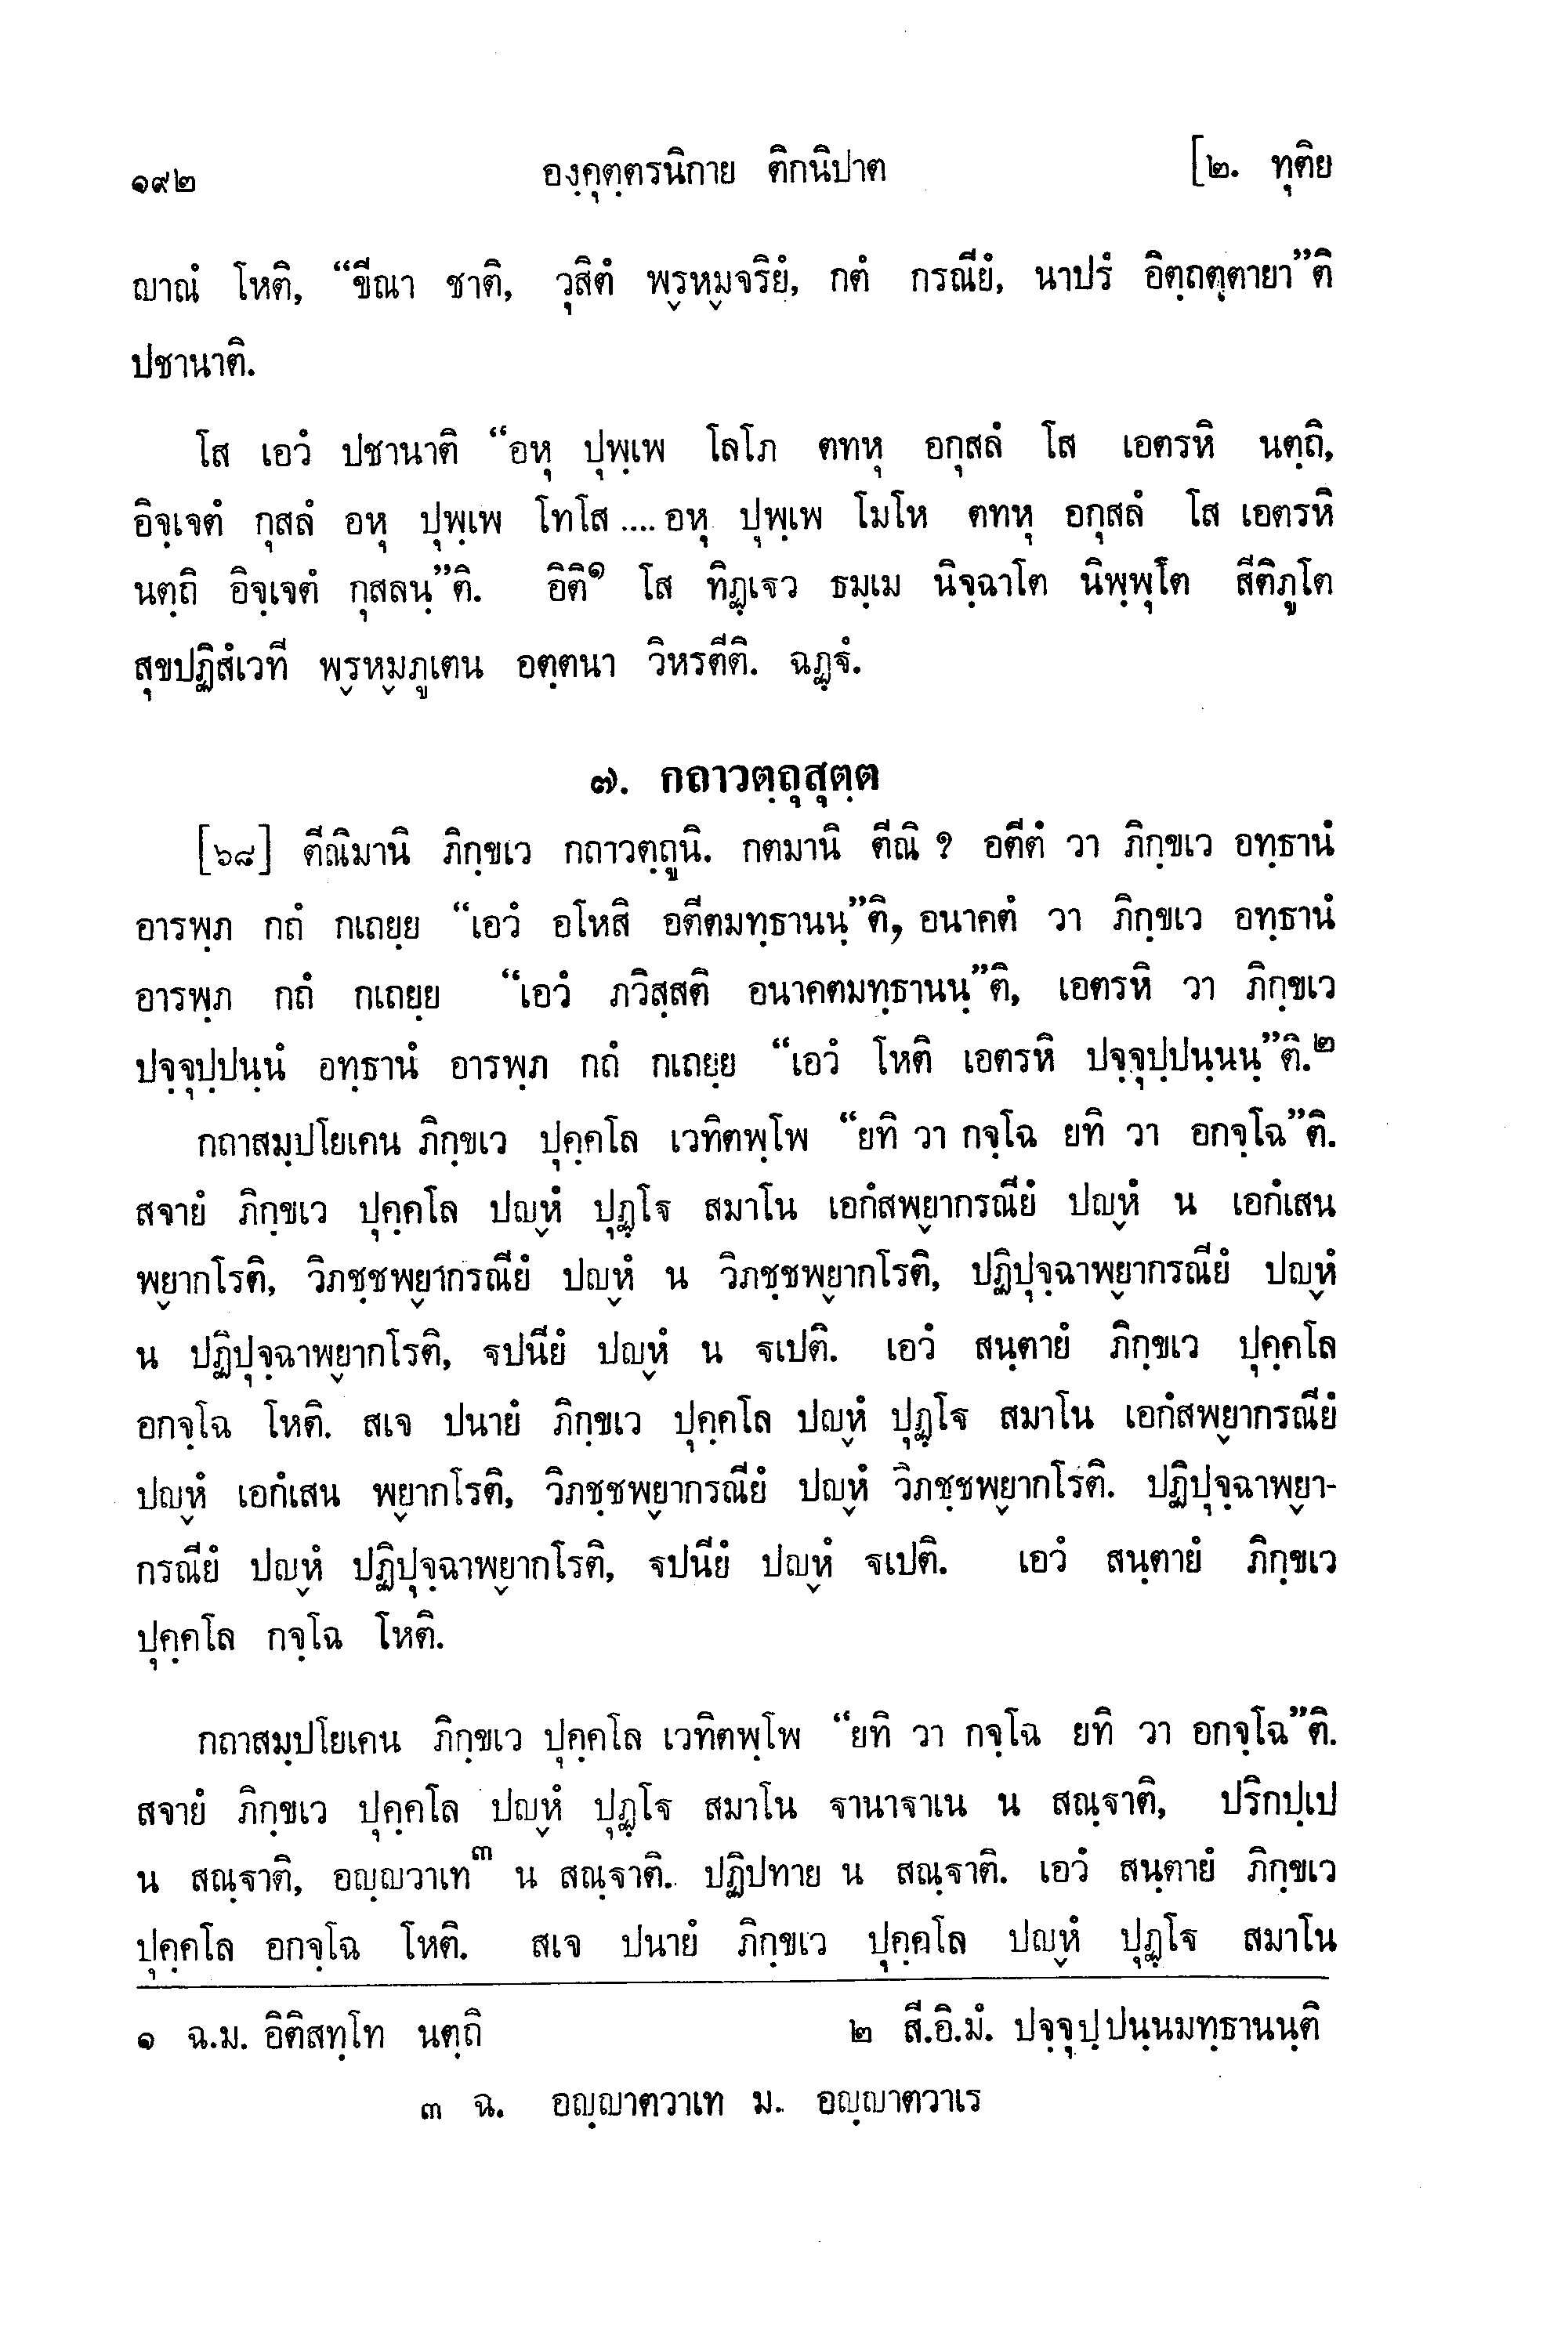 ๑๙๒ องฺคุตฺตรนิกาย ติกนิปาต [๒. ทุติย
ญาณํ โหติ, “ขีณา ชาติ, วุสิตํ พฺรหฺมจริยํ, กตํ กรณียํ, นาปรํ อิตฺถตฺตายา”ติ
ปชานาติ.
โส เอวํ ปชานาติ “อหุ ปุพฺเพ โลโภ ตทหุ อกุสลํ โส เอตรหิ นตฺถิ,
อิจฺเจตํ กุสลํ อหุ ปุพฺเพ โทโส .... อหุ ปุพฺเพ โมโห ตทหุ อกุสลํ โส เอตรหิ
นตฺถิ อิจฺเจตํ กุสลนฺ”ติ. อิติ๑ โส ทิฏฺเฐว ธมฺเม นิจฺฉาโต นิพฺพุโต สีติภูโต
สุขปฏิสํเวที พฺรหฺมภูเตน อตฺตนา วิหรตีติ. ฉฏฺฐํ.
๗. กถาวตฺถุสุตฺต
[๖๘] ตีณิมานิ ภิกฺขเว กถาวตฺถูนิ. กตมานิ ตีณิ ? อตีตํ วา ภิกฺขเว อทฺธานํ
อารพฺภ กถํ กเถยฺย “เอวํ อโหสิ อตีตมทฺธานนฺ”ติ, อนาคตํ วา ภิกฺขเว อทฺธานํ
อารพฺภ กถํ กเถยฺย “เอวํ ภวิสฺสติ อนาคตมทฺธานนฺ”ติ, เอตรหิ วา ภิกฺขเว
ปจฺจุปฺปนฺนํ อทฺธานํ อารพฺภ กถํ กเถยฺย “เอวํ โหติ เอตรหิ ปจฺจุปฺปนฺนนฺ”ติ.๒
กถาสมฺปโยเคน ภิกฺขเว ปุคฺคโล เวทิตพฺโพ “ยทิ วา กจฺโฉ ยทิ วา อกจฺโฉ”ติ.
สจายํ ภิกฺขเว ปุคฺคโล ปญฺหํ ปุฏฺโฐ สมาโน เอกํสพฺยากรณียํ ปญฺหํ น เอกํเสน
พฺยากโรติ, วิภชฺชพฺยากรณียํ ปญฺหํ น วิภชฺชพฺยากโรติ, ปฏิปุจฺฉาพฺยากรณียํ ปญฺหํ
น ปฏิปุจฺฉาพฺยากโรติ, ฐปนียํ ปญฺหํ น ฐเปติ. เอวํ สนฺตายํ ภิกฺขเว ปุคฺคโล
อกจฺโฉ โหติ. สเจ ปนายํ ภิกฺขเว ปุคฺคโล ปญฺหํ ปุฏฺโฐ สมาโน เอกํสพฺยากรณียํ
ปญฺหํ เอกํเสน พฺยากโรติ, วิภชฺชพฺยากรณียํ ปญฺหํ วิภชฺชพฺยากโรติ. ปฏิปุจฺฉาพฺยา-
กรณียํ ปญฺหํ ปฏิปุจฺฉาพฺยากโรติ, ฐปนียํ ปญฺหํ ฐเปติ. เอวํ สนฺตายํ ภิกฺขเว
ปุคฺคโล กจฺโฉ โหติ.
กถาสมฺปโยเคน ภิกฺขเว ปุคฺคโล เวทิตพฺโพ “ยทิ วา กจฺโฉ ยทิ วา อกจฺโฉ”ติ.
สจายํ ภิกฺขเว ปุคฺคโล ปญฺหํ ปุฏฺโฐ สมาโน ฐานาฐาเน น สณฺฐาติ, ปริกปฺเป
น สณฺฐาติ, อญฺญวาเท๓ น สณฺฐาติ. ปฏิปทาย น สณฺฐาติ. เอวํ สนฺตายํ ภิกฺขเว
ปุคฺคโล อกจฺโฉ โหติ. สเจ ปนายํ ภิกฺขเว ปุคฺคโล ปญฺหํ ปุฏฺโฐ สมาโน
๑ ฉ.ม. อิติสทฺโท นตฺถิ ๒ สี.อิ.มํ. ปจฺจุปฺปนฺนมทฺธานนฺติ
๓ ฉ. อญฺญาตวาเท ม. อญฺญาตวาเร